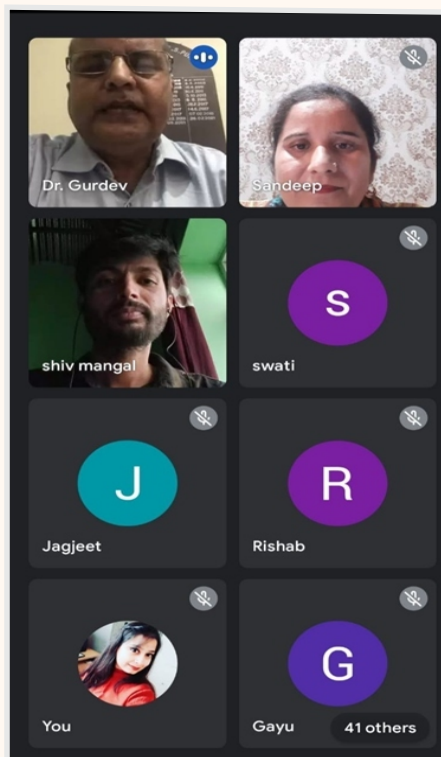 Dr. Gurdev
Sandeep
shiv mangal
S
swati
J
Jagjeet
R
Rishab
You
G
Gayu
41 others